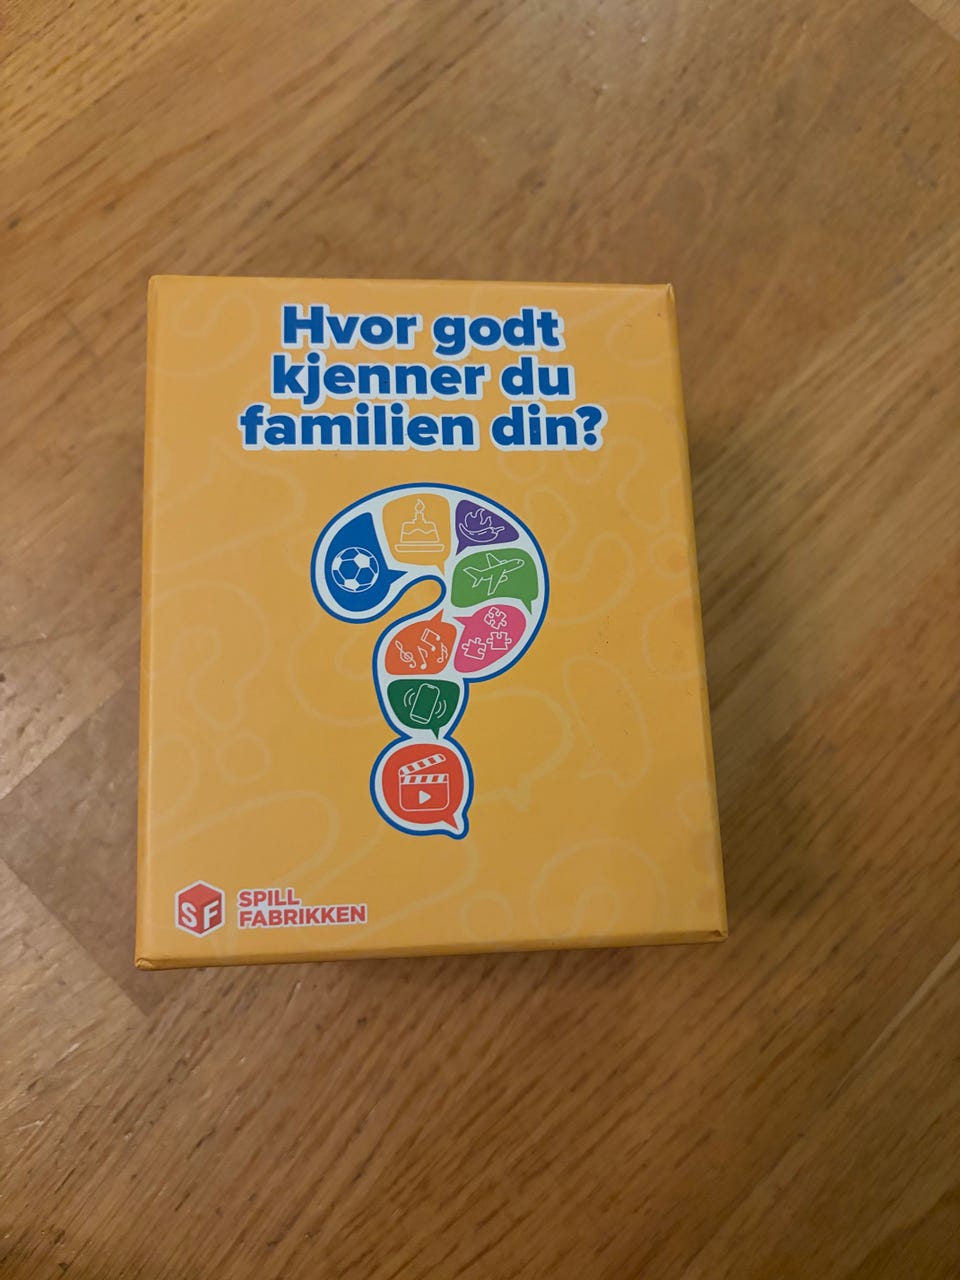 Hvor godt
kjenner du
familien din?
SF
SPILL
FABRIKKEN